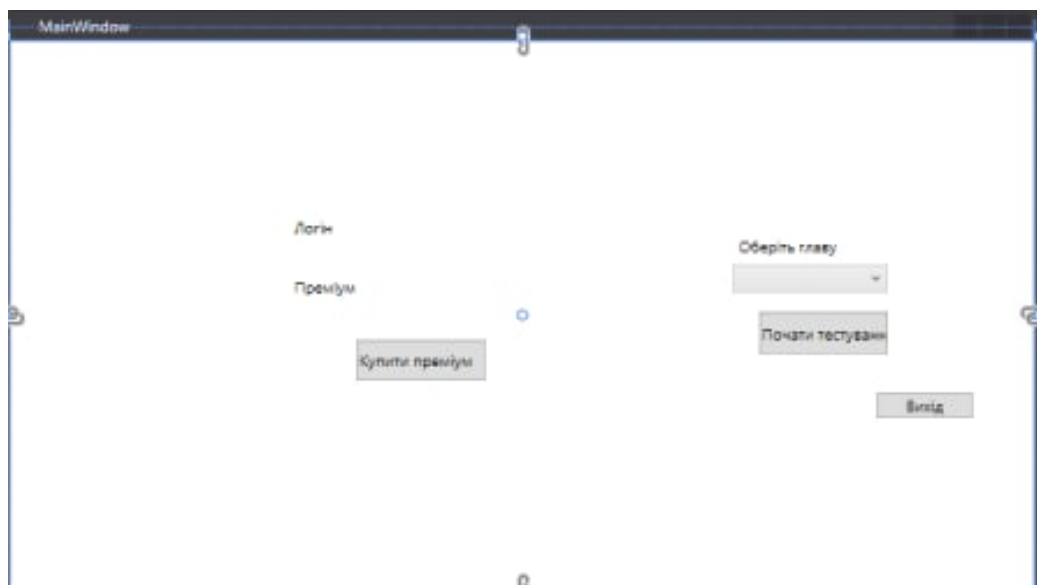 MainWindow
Логін
Оберіть главу
Преміум
Почати тестуванн
Купити преміум
Вихід